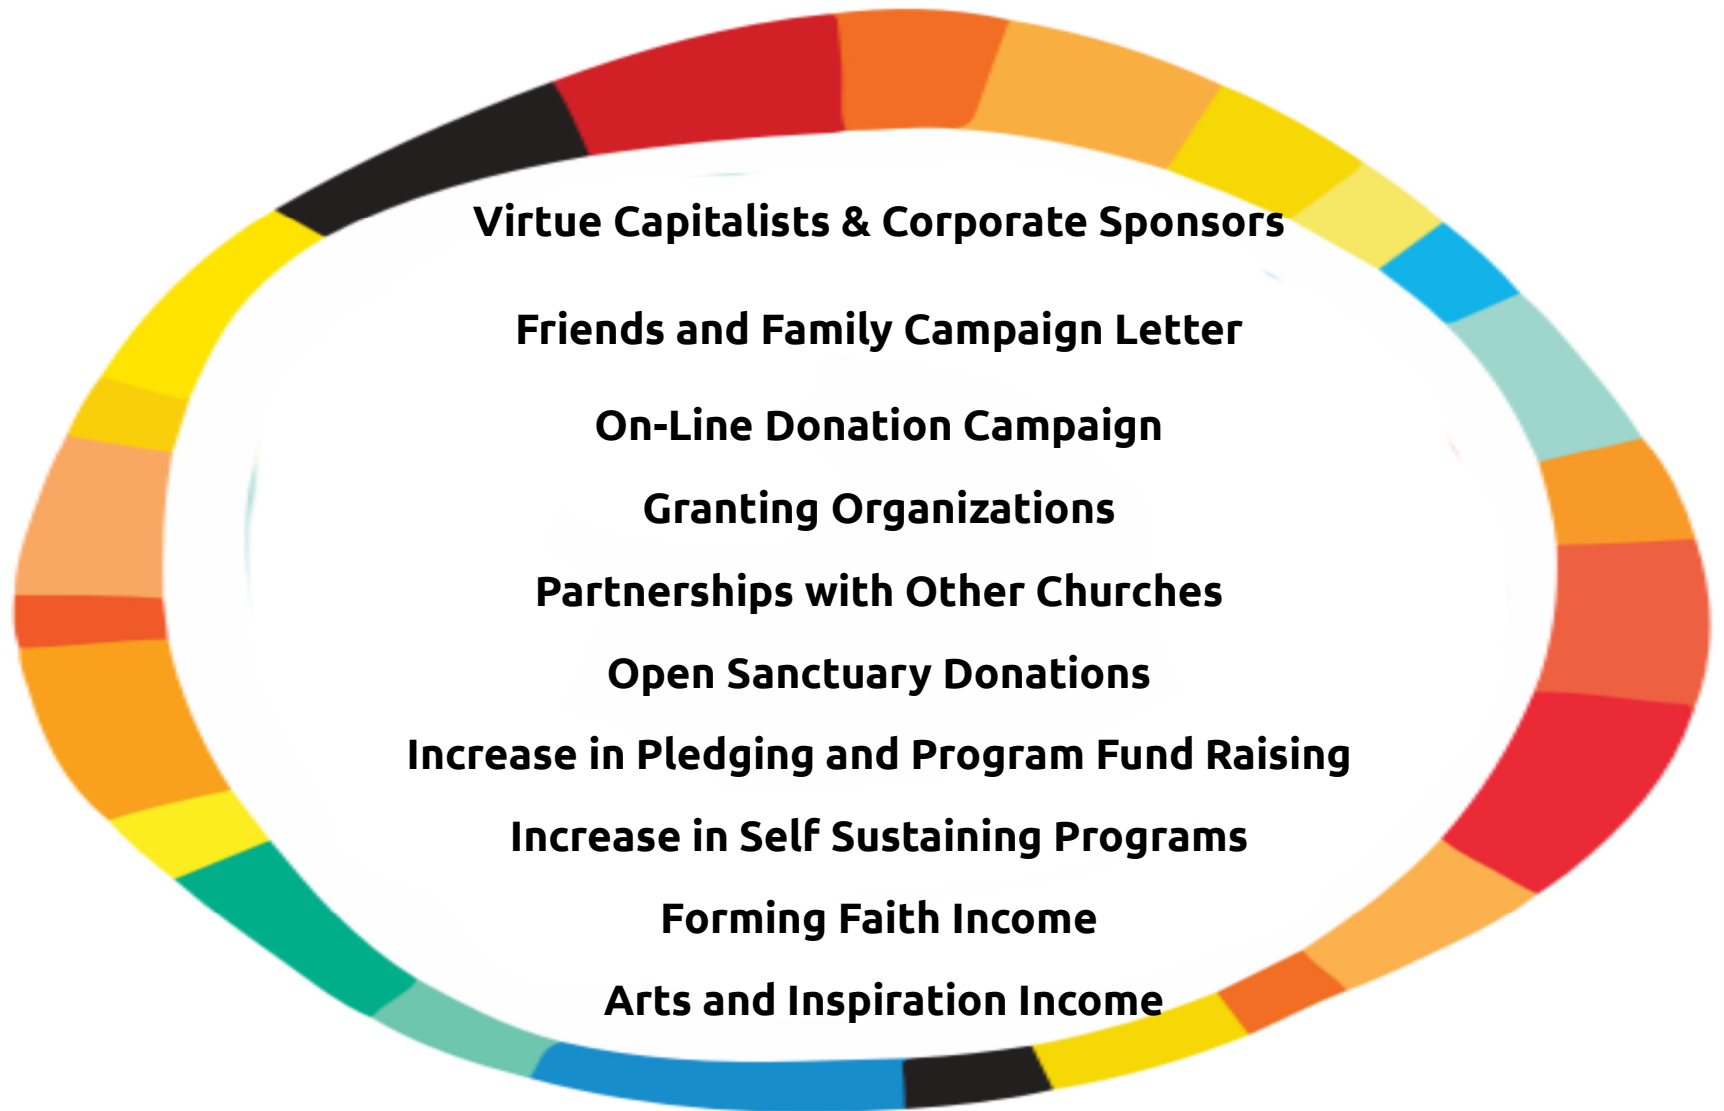 Virtue Capitalists & Corporate Sponsors
Friends and Family Campaign Letter
On-Line Donation Campaign
Granting Organizations
Partnerships with Other Churches
Open Sanctuary Donations
Increase in Pledging and Program Fund Raising
Increase in Self Sustaining Programs
Forming Faith Income
Arts and Inspiration Income